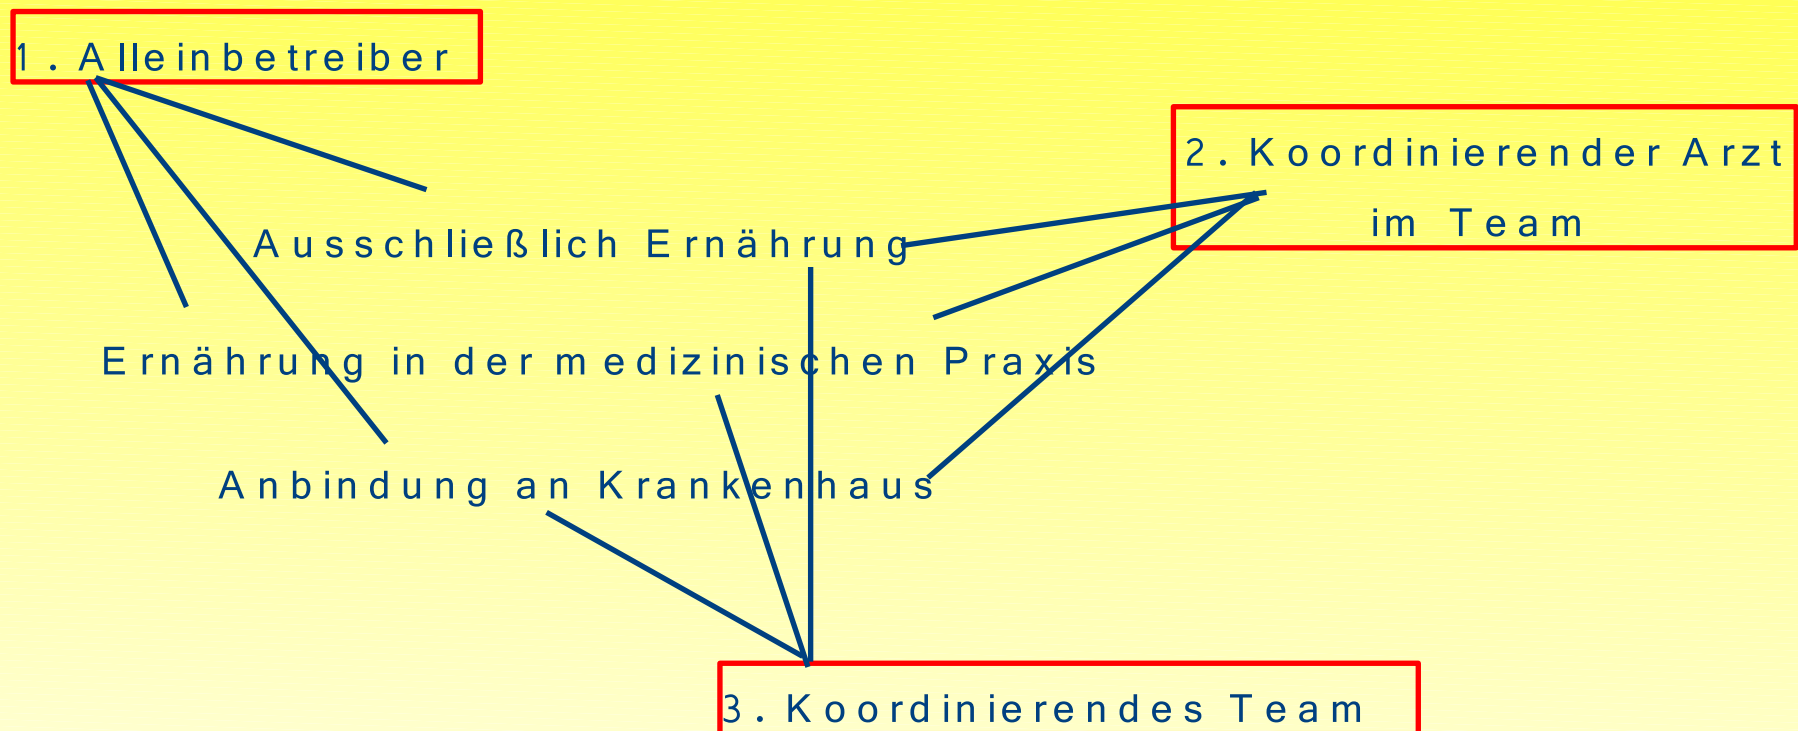 1. Alleinbetreiber
2. Koordinierender Arzt
im Team
Ausschließlich Ernährung
Ernährung in der medizinischen Praxis
Anbindung an Krankenhaus
3. Koordinierendes Team